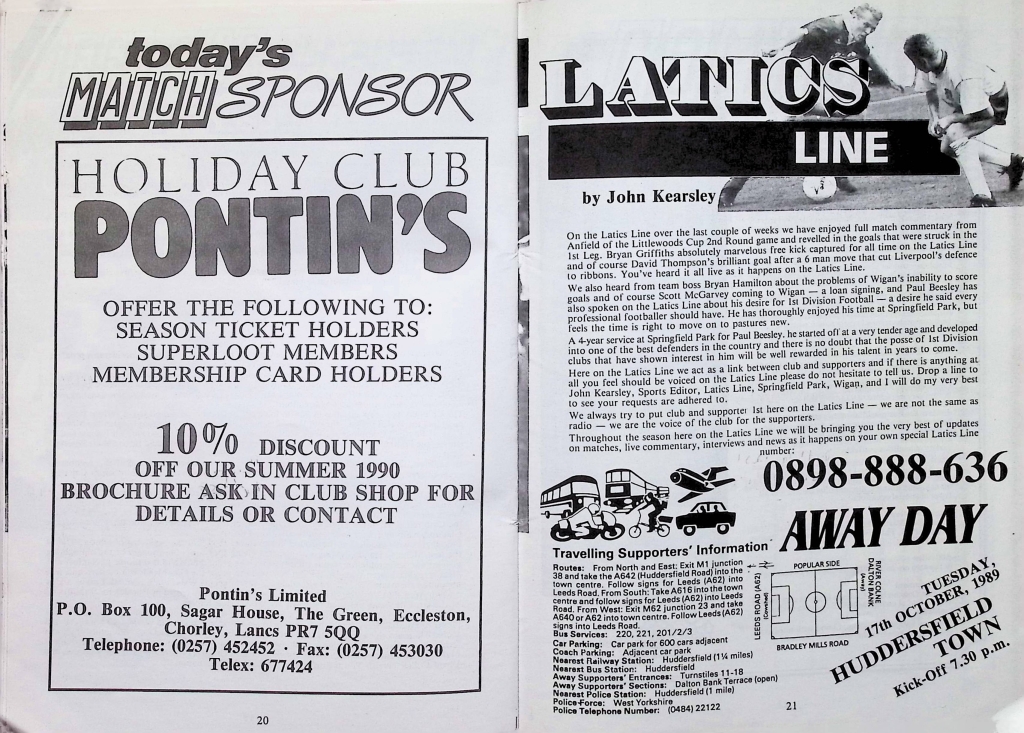 today's
MATCH SPONSOR
HOLIDAY CLUB
PONTIN'S
OFFER THE FOLLOWING TO:
SEASON TICKET HOLDERS
SUPERLOOT MEMBERS
MEMBERSHIP CARD HOLDERS
10% DISCOUNT
OFF OUR SUMMER 1990
BROCHURE ASK IN CLUB SHOP FOR
DETAILS OR CONTACT
Pontin's Limited
P.O. Box 100, Sagar House, The Green, Eccleston,
Chorley, Lancs PR7 5QQ
Telephone: (0257) 452452 · Fax: (0257) 453030
Telex: 677424
20
LATICS
LINE
by John Kearsley
On the Latics Line over the last couple of weeks we have enjoyed full match commentary from
Anfield of the Littlewoods Cup 2nd Round game and revelled in the goals that were struck in the
1st Leg. Bryan Griffiths absolutely marvelous free kick captured for all time on the Latics Line
and of course David Thompson's brilliant goal after a 6 man move that cut Liverpool's defence
to ribbons. You've heard it all live as it happens on the Latics Line.
We also heard from team boss Bryan Hamilton about the problems of Wigan's inability to score
goals and of course Scott McGarvey coming to Wigan — a loan signing, and Paul Beesley has
also spoken on the Latics Line about his desire for 1st Division Football — a desire he said every
professional footballer should have. He has thoroughly enjoyed his time at Springfield Park, but
feels the time is right to move on to pastures new.
A 4-year service at Springfield Park for Paul Beesley, he started off at a very tender age and developed
into one of the best defenders in the country and there is no doubt that the posse of 1st Division
clubs that have shown interest in him will be well rewarded in his talent in years to come.
Here on the Latics Line we act as a link between club and supporters and if there is anything at
all you feel should be voiced on the Latics Line please do not hesitate to tell us. Drop a line to
John Kearsley, Sports Editor, Latics Line, Springfield Park, Wigan, and I will do my very best
to see your requests are adhered to.
We always try to put club and supporter 1st here on the Latics Line — we are not the same as
radio — we are the voice of the club for the supporters.
Throughout the season here on the Latics Line we will be bringing you the very best of updates
on matches, live commentary, interviews and news as it happens on your own special Latics Line
number:
0898-888-636
AWAY DAY
Travelling Supporters' Information
Routes: From North and East: Exit M1 junction
38 and take the A642 (Huddersfield Road) into the
town centre. Follow signs for Leeds (A62) into
Leeds Road. From South: Take A616 into the town
centre and follow signs for Leeds (A62) into Leeds
Road. From West: Exit M62 junction 23 and take
A640 or A62 into town centre. Follow Leeds (A62)
signs into Leeds Road.
Bus Services: 220, 221, 201/2/3
Car Parking: Car park for 600 cars adjacent
Coach Parking: Adjacent car park
Nearest Railway Station: Huddersfield (1¼ miles)
Nearest Bus Station: Huddersfield
Away Supporters' Entrances: Turnstiles 11-18
Away Supporters' Sections: Dalton Bank Terrace (open)
Nearest Police Station: Huddersfield (1 mile)
Police Force: West Yorkshire
Police Telephone Number: (0484) 22122
POPULAR SIDE
LEEDS ROAD (A62)
(Covered)
(Away)
DALTON BANK
RIVER COLNE
BRADLEY MILLS ROAD
TUESDAY,
17th OCTOBER, 1989
HUDDERSFIELD
TOWN
Kick-Off 7.30 p.m.
21